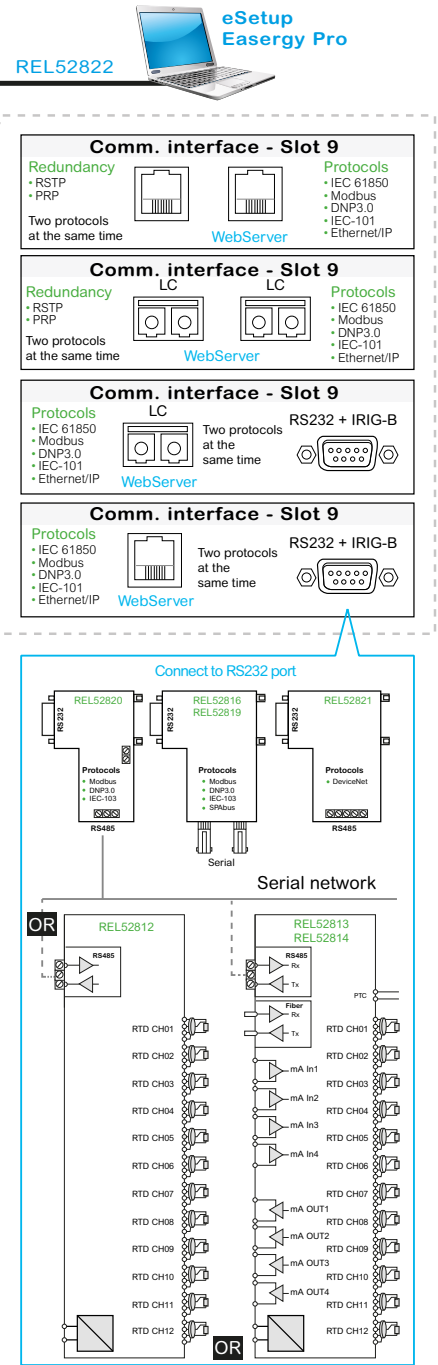 eSetup
Easergy Pro
REL52822
Comm. interface - Slot 9
Redundancy
• RSTP
• PRP
Two protocols
at the same time
WebServer
Protocols
• IEC 61850
• Modbus
• DNP3.0
• IEC-101
• Ethernet/IP
Comm. interface - Slot 9
Redundancy
• RSTP
• PRP
Two protocols
at the same time
LC
LC
WebServer
Protocols
• IEC 61850
• Modbus
• DNP3.0
• IEC-101
• Ethernet/IP
Comm. interface - Slot 9
Protocols
• IEC 61850
• Modbus
• DNP3.0
• IEC-101
• Ethernet/IP
LC
WebServer
Two protocols
at the
same time
RS232 + IRIG-B
Comm. interface - Slot 9
Protocols
• IEC 61850
• Modbus
• DNP3.0
• IEC-101
• Ethernet/IP
WebServer
Two protocols
at the
same time
RS232 + IRIG-B
Connect to RS232 port
REL52820
RS232
Protocols
• Modbus
• DNP3.0
• IEC-103
RS485
REL52816
REL52819
RS232
Protocols
• Modbus
• DNP3.0
• IEC-103
• SPAbus
Serial
REL52821
RS232
Protocols
• DeviceNet
RS485
Serial network
OR
REL52812
RS485
RTD CH01
RTD CH02
RTD CH03
RTD CH04
RTD CH05
RTD CH06
RTD CH07
RTD CH08
RTD CH09
RTD CH10
RTD CH11
RTD CH12
OR
REL52813
REL52814
RS485
Rx
Tx
Fiber
Rx
Tx
mA In1
mA In2
mA In3
mA In4
mA OUT1
mA OUT2
mA OUT3
mA OUT4
PTC
RTD CH01
RTD CH02
RTD CH03
RTD CH04
RTD CH05
RTD CH06
RTD CH07
RTD CH08
RTD CH09
RTD CH10
RTD CH11
RTD CH12